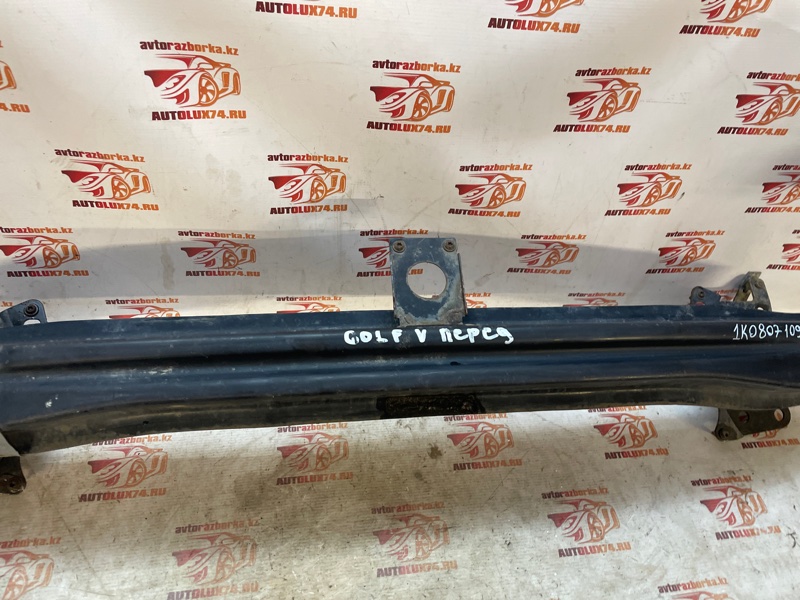 avtorazborka.kz
AUTOLUX74.RU
GOLF V перед
1K0807109